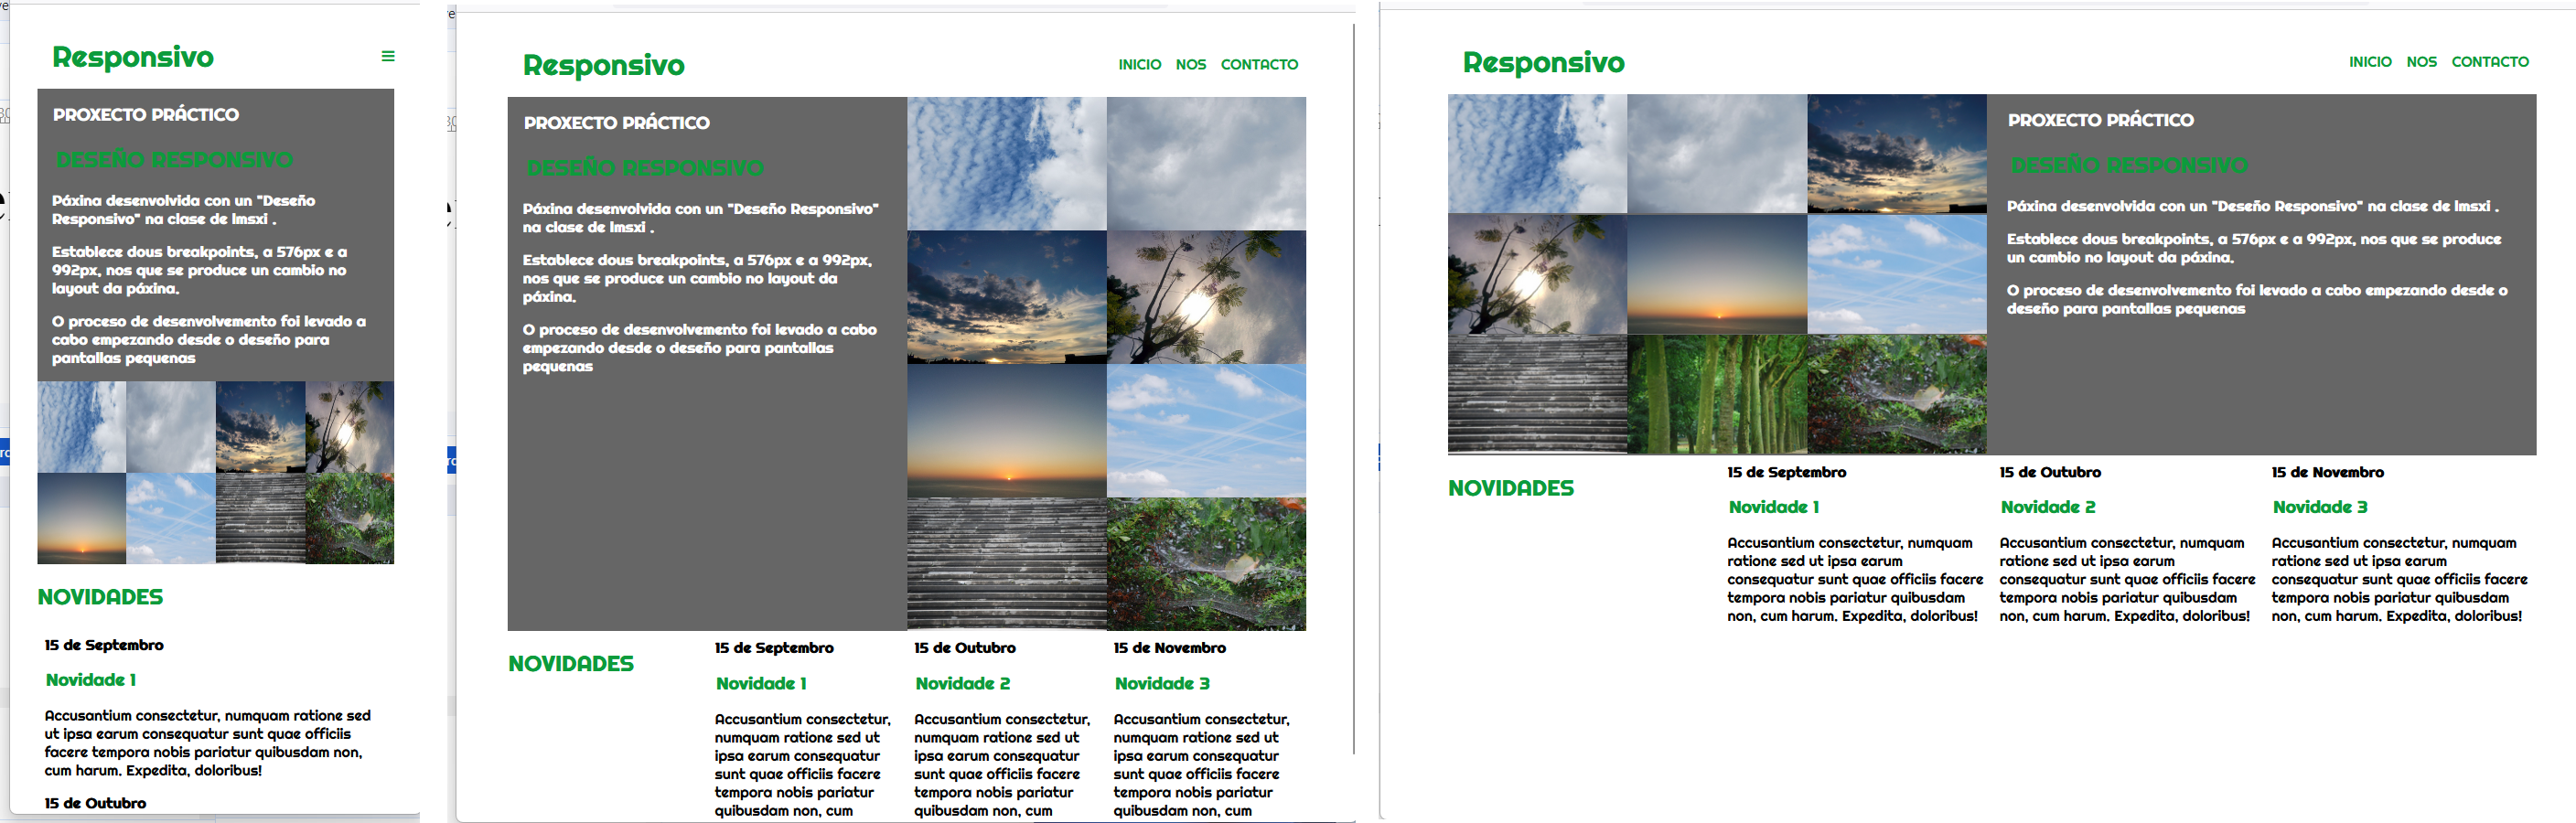 Responsivo
PROXECTO PRÁCTICO
DESEÑO RESPONSIVO
Páxina desenvolvida con un "Deseño
Responsivo" na clase de lmsxi .
Establece dous breakpoints, a 576px e a
992px, nos que se produce un cambio no
layout da páxina.
O proceso de desenvolvemento foi levado a
cabo empezando desde o deseño para
pantallas pequenas
NOVIDADES
15 de Septembro
Novidade 1
Accusantium consectetur, numquam ratione sed
ut ipsa earum consequatur sunt quae officiis
facere tempora nobis pariatur quibusdam non,
cum harum. Expedita, doloribus!
15 de Outubro
Responsivo
INICIO NOS CONTACTO
PROXECTO PRÁCTICO
DESEÑO RESPONSIVO
Páxina desenvolvida con un "Deseño Responsivo"
na clase de lmsxi .
Establece dous breakpoints, a 576px e a 992px,
nos que se produce un cambio no layout da
páxina.
O proceso de desenvolvemento foi levado a cabo
empezando desde o deseño para pantallas
pequenas
NOVIDADES
15 de Septembro
Novidade 1
Accusantium consectetur,
numquam ratione sed ut
ipsa earum consequatur
sunt quae officiis facere
tempora nobis pariatur
quibusdam non, cum
15 de Outubro
Novidade 2
Accusantium consectetur,
numquam ratione sed ut
ipsa earum consequatur
sunt quae officiis facere
tempora nobis pariatur
quibusdam non, cum
15 de Novembro
Novidade 3
Accusantium consectetur,
numquam ratione sed ut
ipsa earum consequatur
sunt quae officiis facere
tempora nobis pariatur
quibusdam non, cum
Responsivo
INICIO NOS CONTACTO
PROXECTO PRÁCTICO
DESEÑO RESPONSIVO
Páxina desenvolvida con un "Deseño Responsivo" na clase de lmsxi .
Establece dous breakpoints, a 576px e a 992px, nos que se produce
un cambio no layout da páxina.
O proceso de desenvolvemento foi levado a cabo empezando desde o
deseño para pantallas pequenas
NOVIDADES
15 de Septembro
Novidade 1
Accusantium consectetur, numquam
ratione sed ut ipsa earum
consequatur sunt quae officiis facere
tempora nobis pariatur quibusdam
non, cum harum. Expedita, doloribus!
15 de Outubro
Novidade 2
Accusantium consectetur, numquam
ratione sed ut ipsa earum
consequatur sunt quae officiis facere
tempora nobis pariatur quibusdam
non, cum harum. Expedita, doloribus!
15 de Novembro
Novidade 3
Accusantium consectetur, numquam
ratione sed ut ipsa earum
consequatur sunt quae officiis facere
tempora nobis pariatur quibusdam
non, cum harum. Expedita, doloribus!